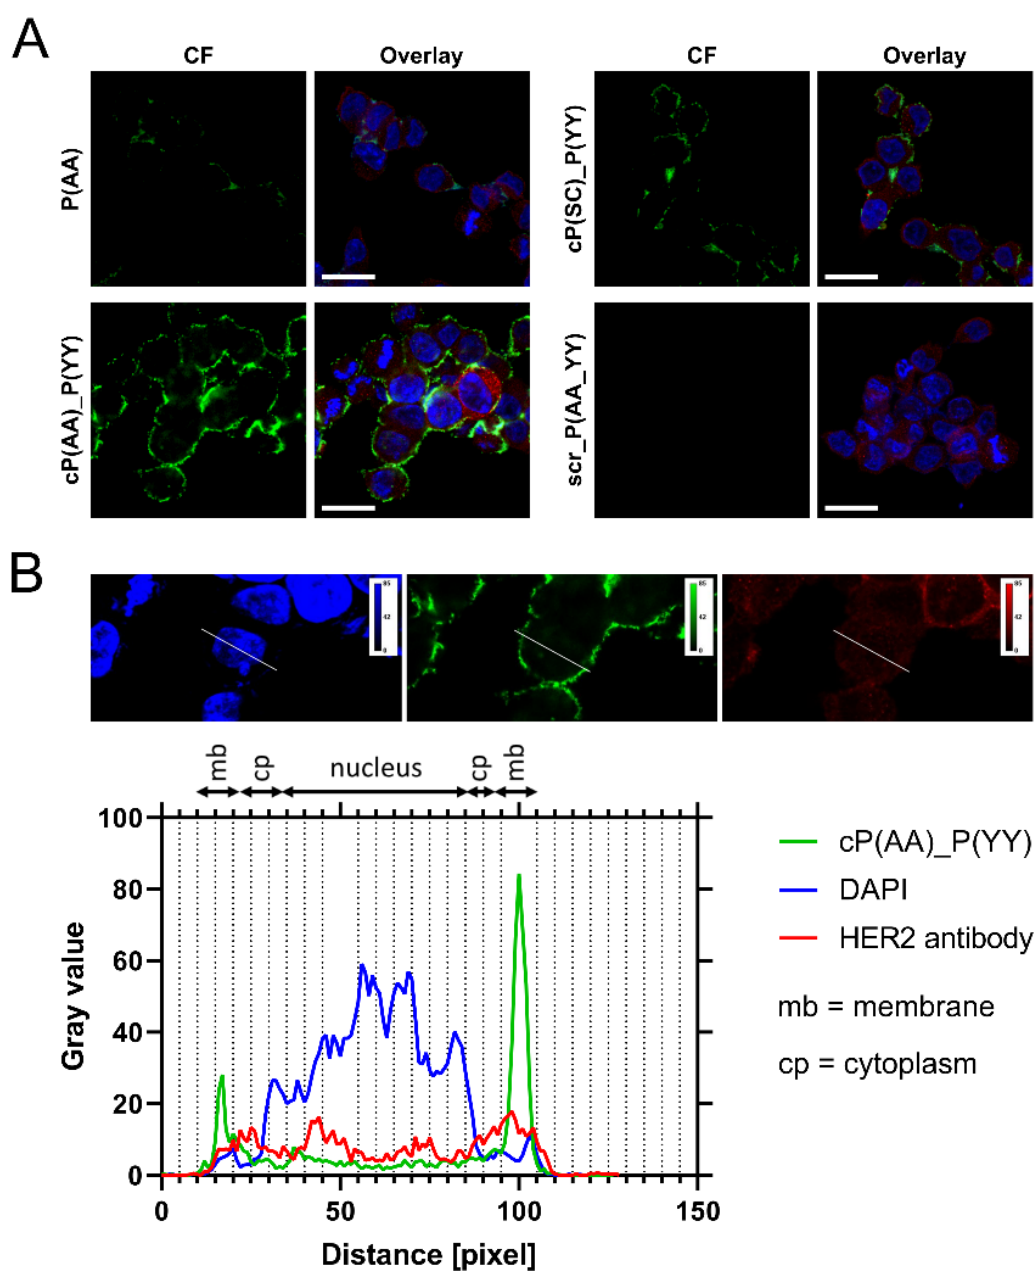 A
CF Overlay CF Overlay
P(AA)
cP(SC)_P(YY)
cP(AA)_P(YY)
scr_P(AA_YY)
B
85 85 85
42 42 42
0 0 0
mb cp nucleus cp mb
100
80
60
40
20
0
0 50 100 150
Gray value
Distance [pixel]
cP(AA)_P(YY)
DAPI
HER2 antibody
mb = membrane
cp = cytoplasm